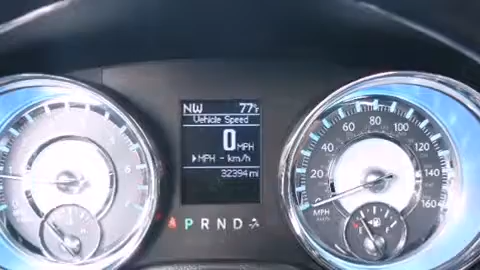 NW 77°F
Vehicle Speed
0 MPH
MPH - km/h
32394 mi
P R N D
20 40 60 80 100 120 140 160
MPH